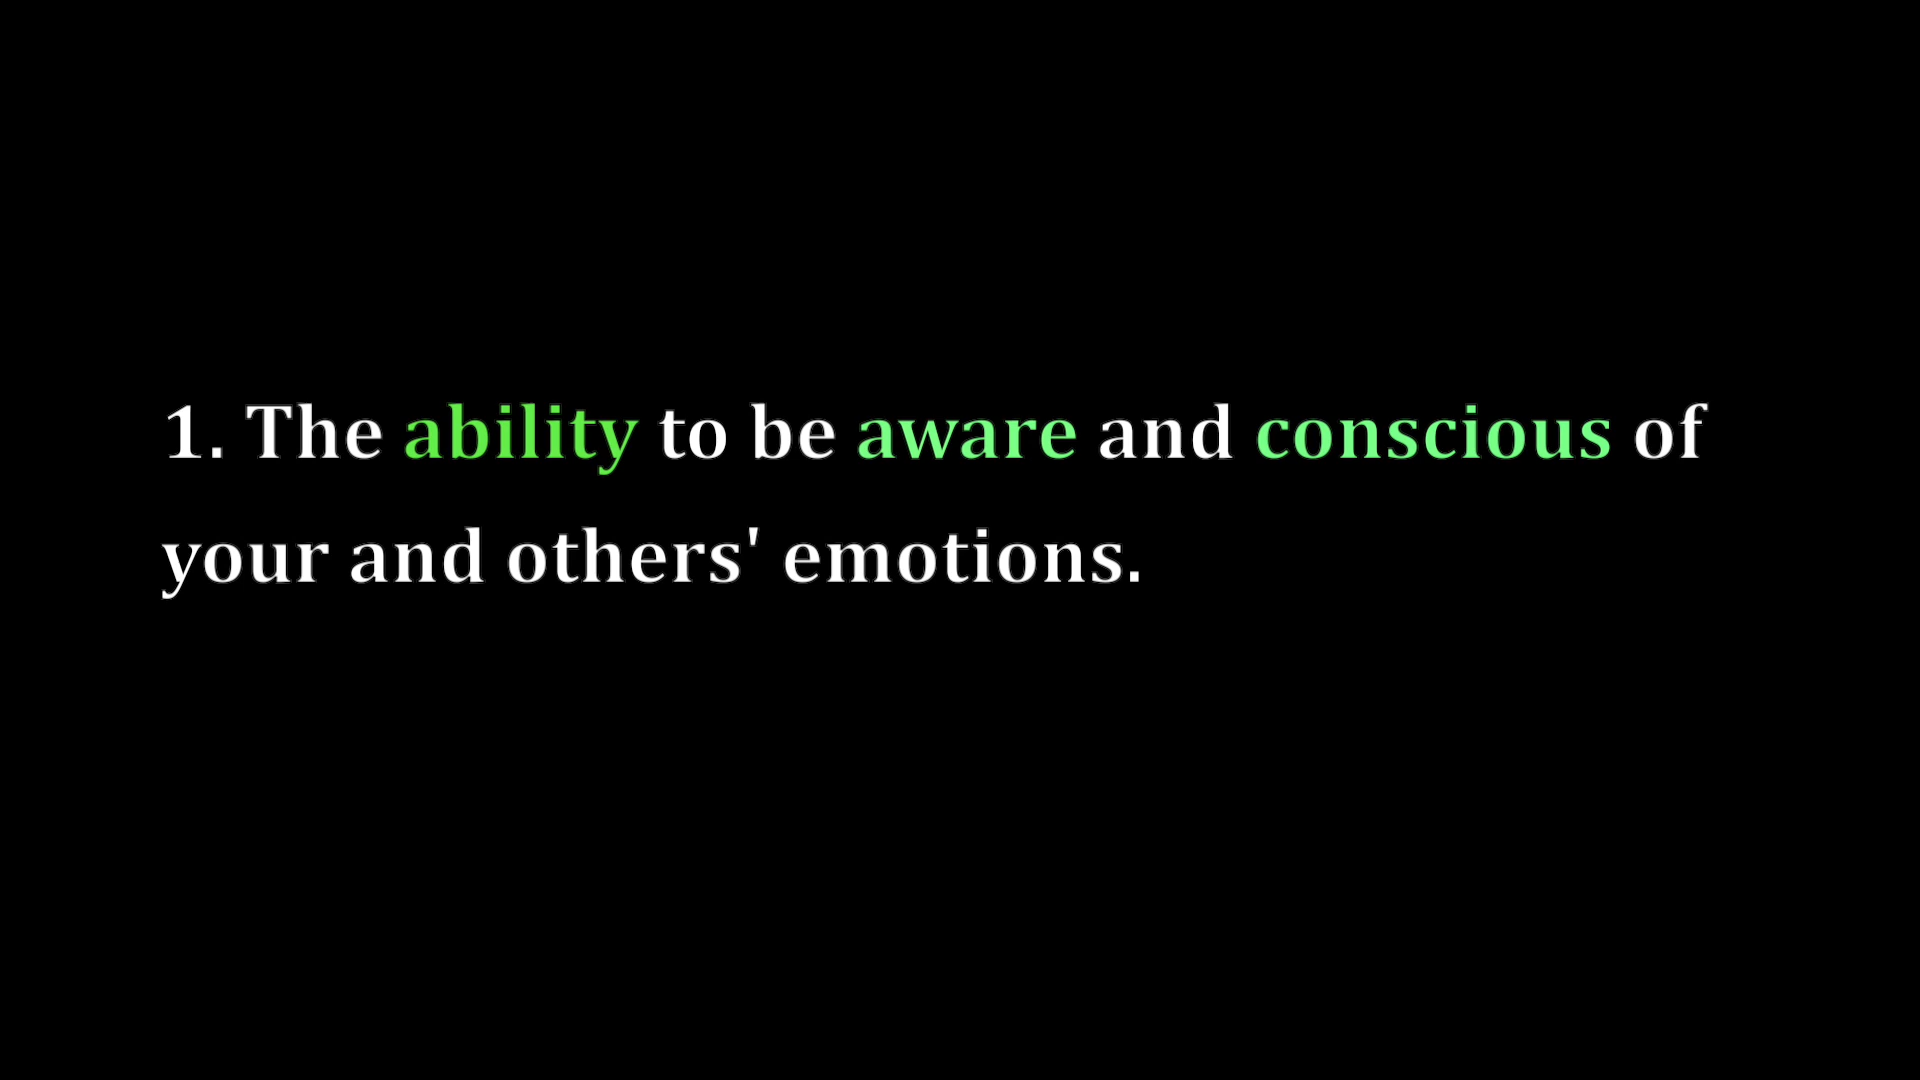 1. The ability to be aware and conscious of
your and others' emotions.